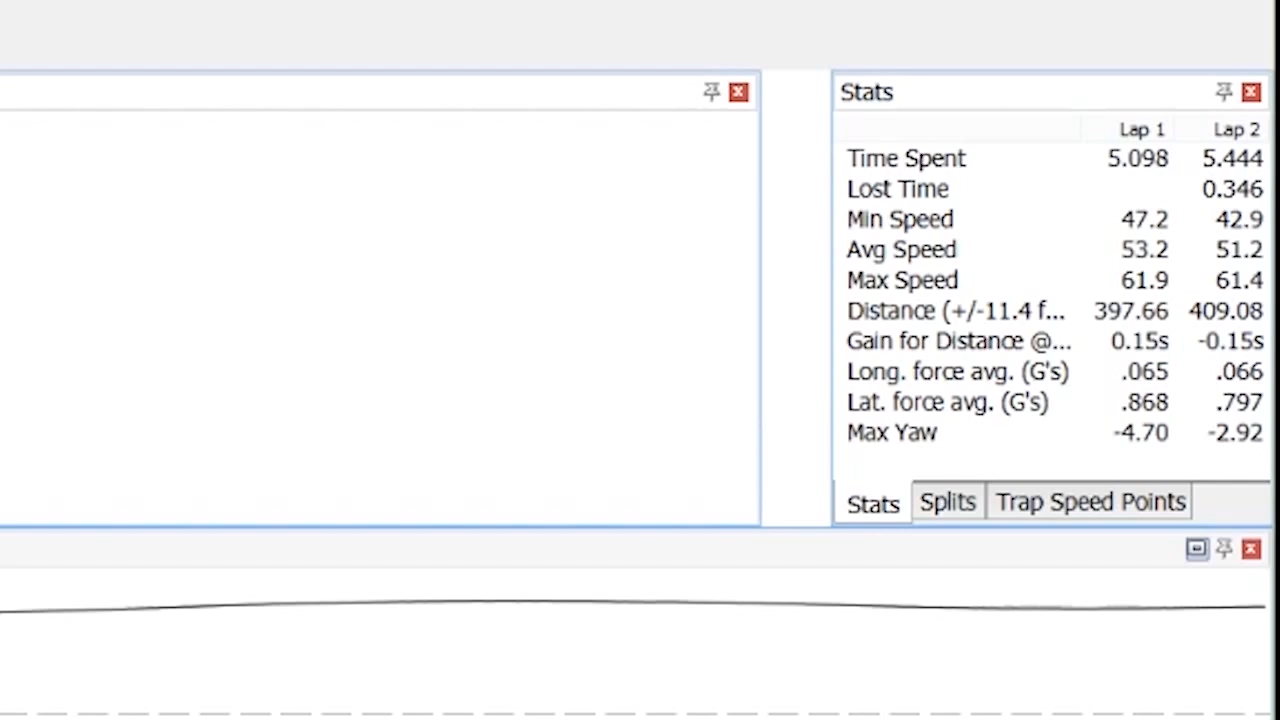 Stats
Lap 1 Lap 2
Time Spent 5.098 5.444
Lost Time 0.346
Min Speed 47.2 42.9
Avg Speed 53.2 51.2
Max Speed 61.9 61.4
Distance (+/-11.4 f... 397.66 409.08
Gain for Distance @... 0.15s -0.15s
Long. force avg. (G's) .065 .066
Lat. force avg. (G's) .868 .797
Max Yaw -4.70 -2.92
Stats Splits Trap Speed Points